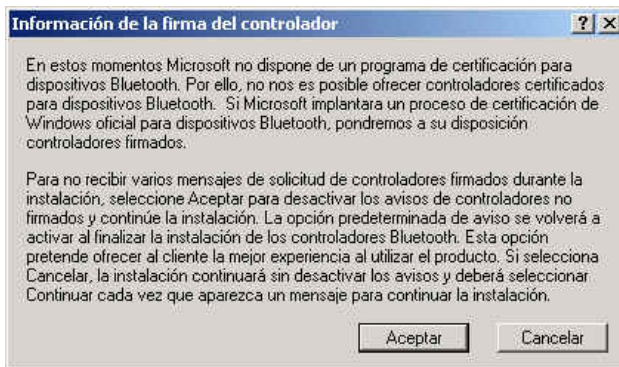 Información de la firma del controlador
En estos momentos Microsoft no dispone de un programa de certificación para
dispositivos Bluetooth. Por ello, no nos es posible ofrecer controladores certificados
para dispositivos Bluetooth. Si Microsoft implantara un proceso de certificación de
Windows oficial para dispositivos Bluetooth, pondremos a su disposición
controladores firmados.
Para no recibir varios mensajes de solicitud de controladores firmados durante la
instalación, seleccione Aceptar para desactivar los avisos de controladores no
firmados y continúe la instalación. La opción predeterminada de aviso se volverá a
activar al finalizar la instalación de los controladores Bluetooth. Esta opción
pretende ofrecer al cliente la mejor experiencia al utilizar el producto. Si selecciona
Cancelar, la instalación continuará sin desactivar los avisos y deberá seleccionar
Continuar cada vez que aparezca un mensaje para continuar la instalación.
Aceptar Cancelar